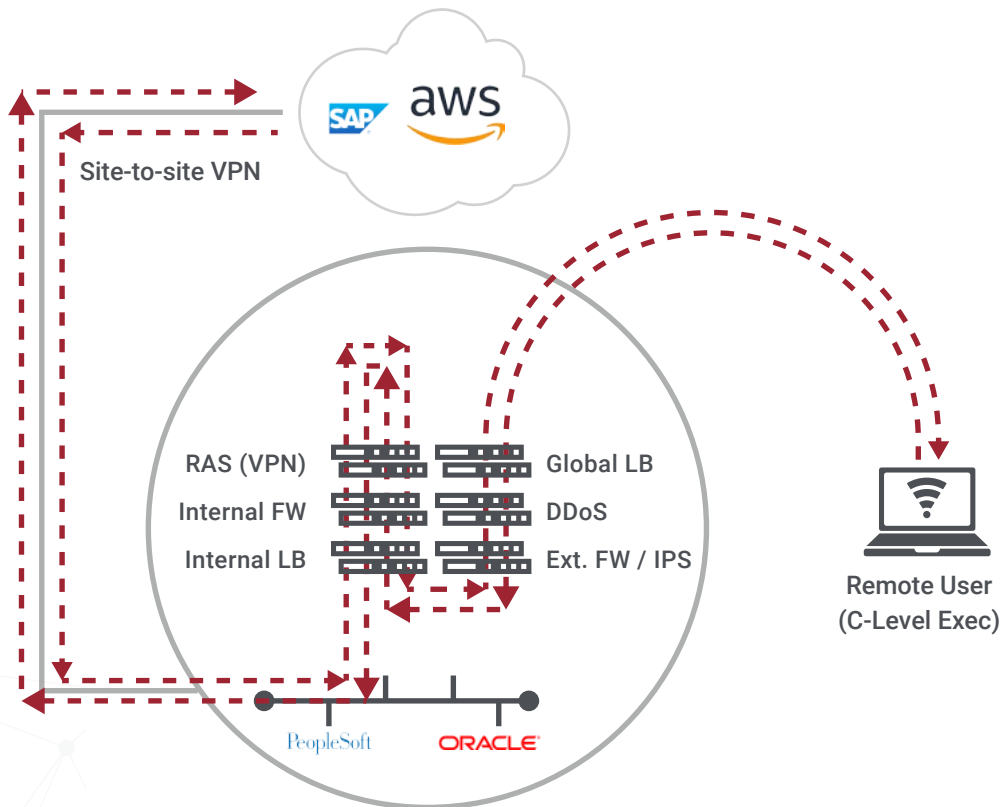 SAP
aws
Site-to-site VPN
RAS (VPN)
Global LB
Internal FW
DDoS
Internal LB
Ext. FW / IPS
Remote User
(C-Level Exec)
PeopleSoft
ORACLE